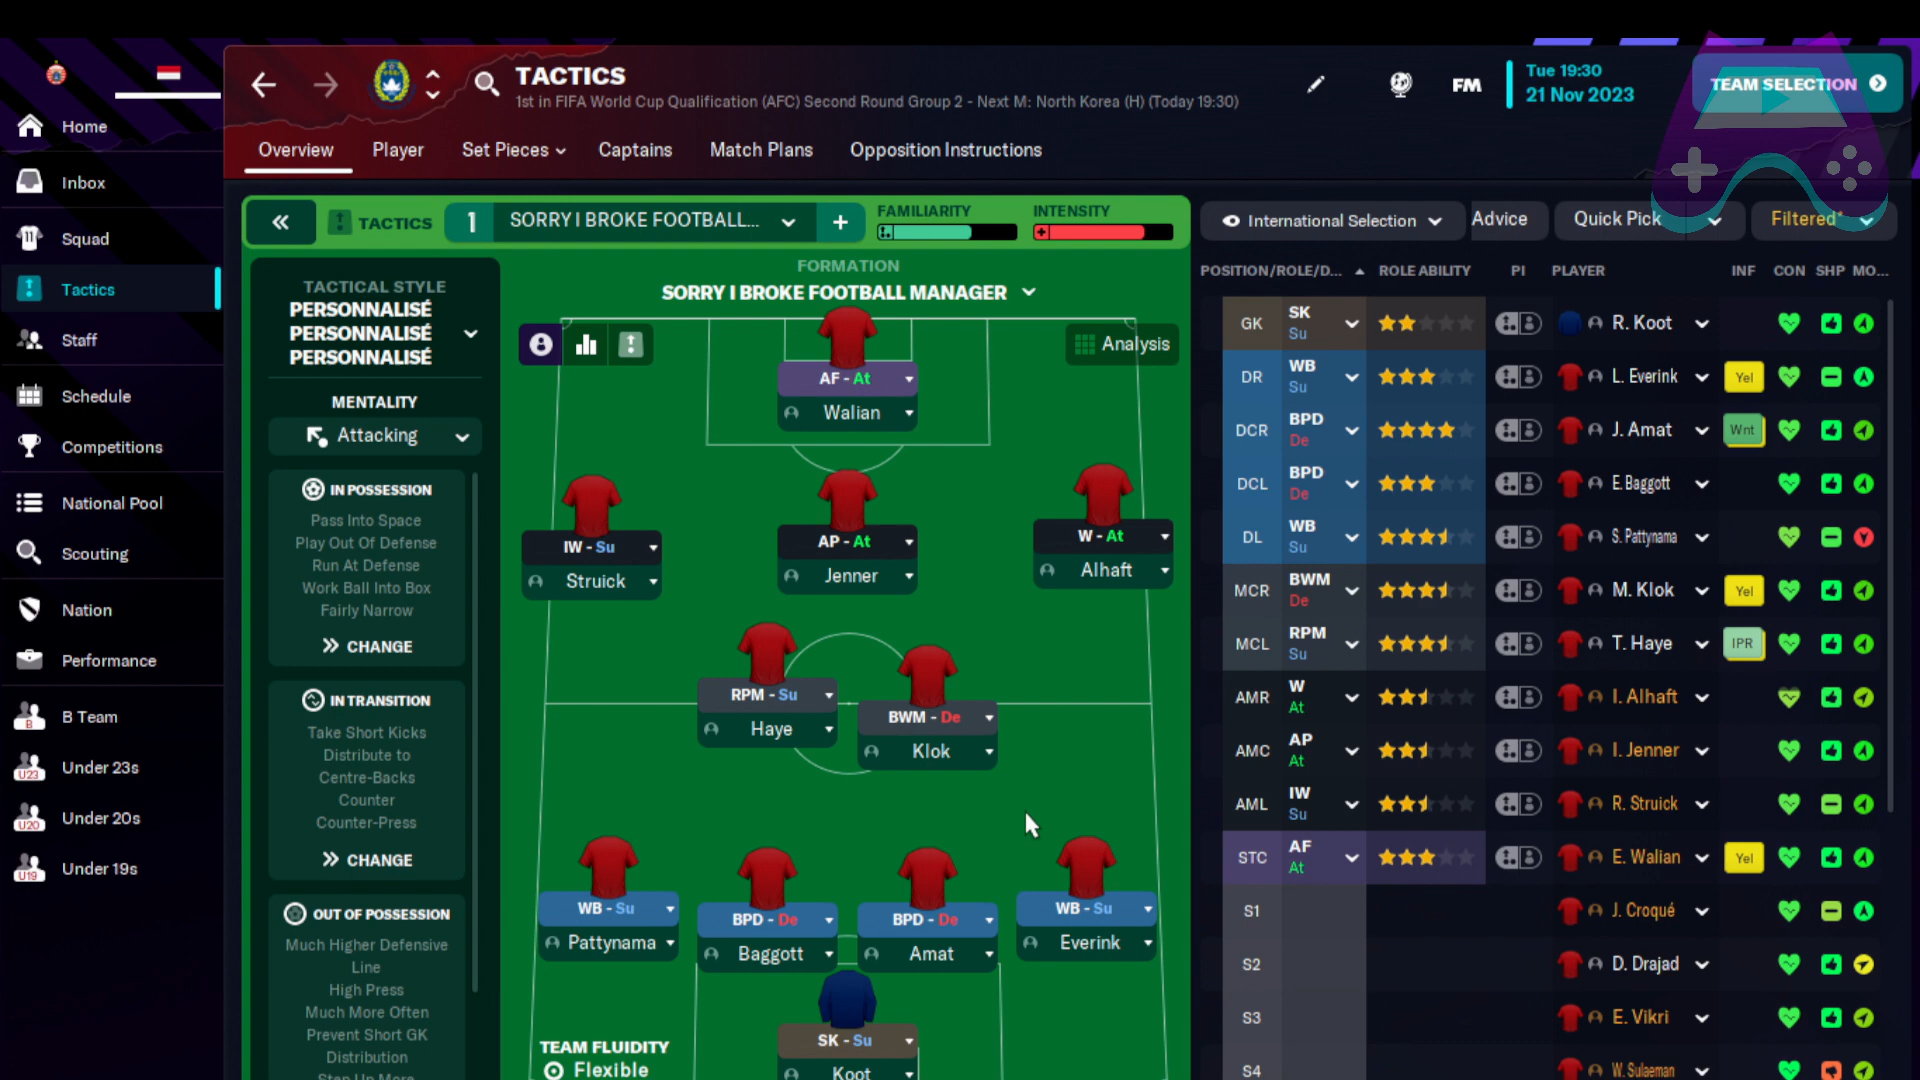 TACTICS
1st in FIFA World Cup Qualification (AFC) Second Round Group 2 - Next M: North Korea (H) (Today 19:30)
FM
Tue 19:30
21 Nov 2023
TEAM SELECTION
Home
Inbox
Squad
Tactics
Staff
Schedule
Competitions
National Pool
Scouting
Nation
Performance
B Team
Under 23s
Under 20s
Under 19s
Overview Player Set Pieces Captains Match Plans Opposition Instructions
TACTICS 1 SORRY I BROKE FOOTBALL... +
FAMILIARITY
INTENSITY
TACTICAL STYLE
PERSONNALISÉ
PERSONNALISÉ
PERSONNALISÉ
MENTALITY
Attacking
IN POSSESSION
Pass Into Space
Play Out Of Defense
Run At Defense
Work Ball Into Box
Fairly Narrow
CHANGE
IN TRANSITION
Take Short Kicks
Distribute to
Centre-Backs
Counter
Counter-Press
CHANGE
OUT OF POSSESSION
Much Higher Defensive
Line
High Press
Much More Often
Prevent Short GK
Distribution
Step Up More
FORMATION
SORRY I BROKE FOOTBALL MANAGER
Analysis
AF - At
Walian
IW - Su
Struick
AP - At
Jenner
W - At
Alhaft
RPM - Su
Haye
BWM - De
Klok
WB - Su
Pattynama
BPD - De
Baggott
BPD - De
Amat
WB - Su
Everink
SK - Su
Koot
TEAM FLUIDITY
Flexible
International Selection
Advice
Quick Pick
Filtered*
POSITION/ROLE/D... ROLE ABILITY PI PLAYER INF CON SHP MO...
GK SK Su R. Koot
DR WB Su L. Everink Yel
DCR BPD De J. Amat Wnt
DCL BPD De E. Baggott
DL WB Su S. Pattynama
MCR BWM De M. Klok Yel
MCL RPM Su T. Haye IPR
AMR W At I. Alhaft
AMC AP At I. Jenner
AML IW Su R. Struick
STC AF At E. Walian Yel
S1 J. Croqué
S2 D. Drajad
S3 E. Vikri
S4 W. Sulaeman